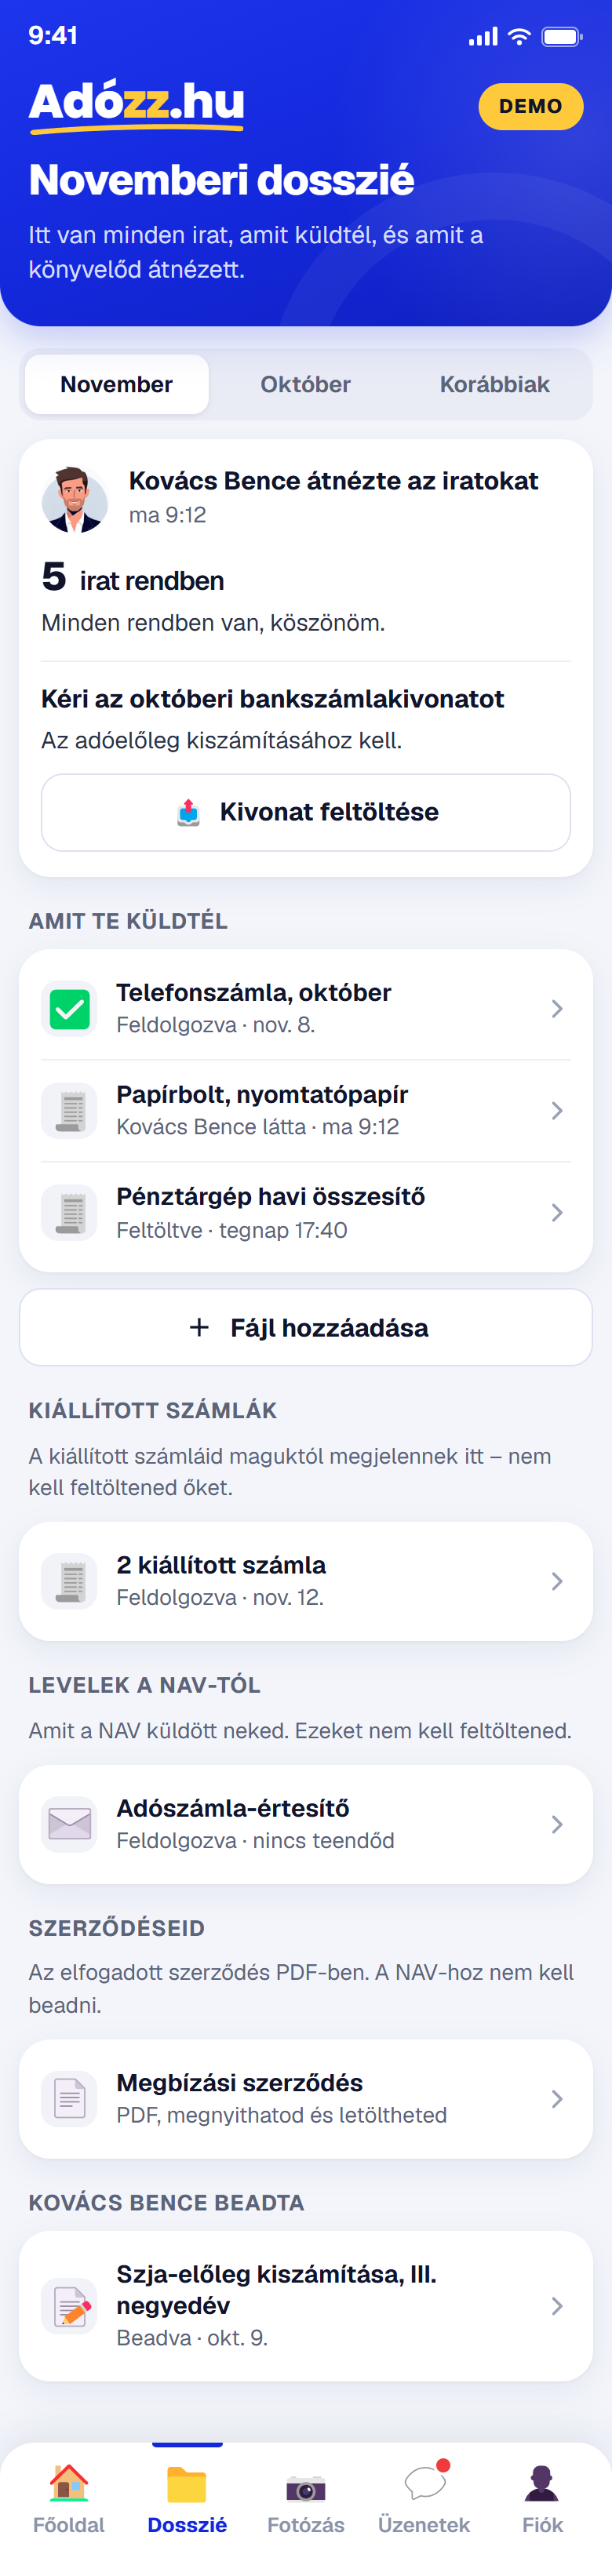 9:41
Adózz.hu
DEMO
Novemberi dosszié
Itt van minden irat, amit küldtél, és amit a
könyvelőd átnézett.
November
Október
Korábbiak
Kovács Bence átnézte az iratokat
ma 9:12
5 irat rendben
Minden rendben van, köszönöm.
Kéri az októberi bankszámlakivonatot
Az adóelőleg kiszámításához kell.
Kivonat feltöltése
AMIT TE KÜLDTÉL
Telefonszámla, október
Feldolgozva · nov. 8.
Papírbolt, nyomtatópapír
Kovács Bence látta · ma 9:12
Pénztárgép havi összesítő
Feltöltve · tegnap 17:40
+ Fájl hozzáadása
KIÁLLÍTOTT SZÁMLÁK
A kiállított számláid maguktól megjelennek itt – nem
kell feltöltened őket.
2 kiállított számla
Feldolgozva · nov. 12.
LEVELEK A NAV-TÓL
Amit a NAV küldött neked. Ezeket nem kell feltöltened.
Adószámla-értesítő
Feldolgozva · nincs teendőd
SZERZŐDÉSEID
Az elfogadott szerződés PDF-ben. A NAV-hoz nem kell
beadni.
Megbízási szerződés
PDF, megnyithatod és letöltheted
KOVÁCS BENCE BEADTA
Szja-előleg kiszámítása, III.
negyedév
Beadva · okt. 9.
Főoldal
Dosszié
Fotózás
Üzenetek
Fiók